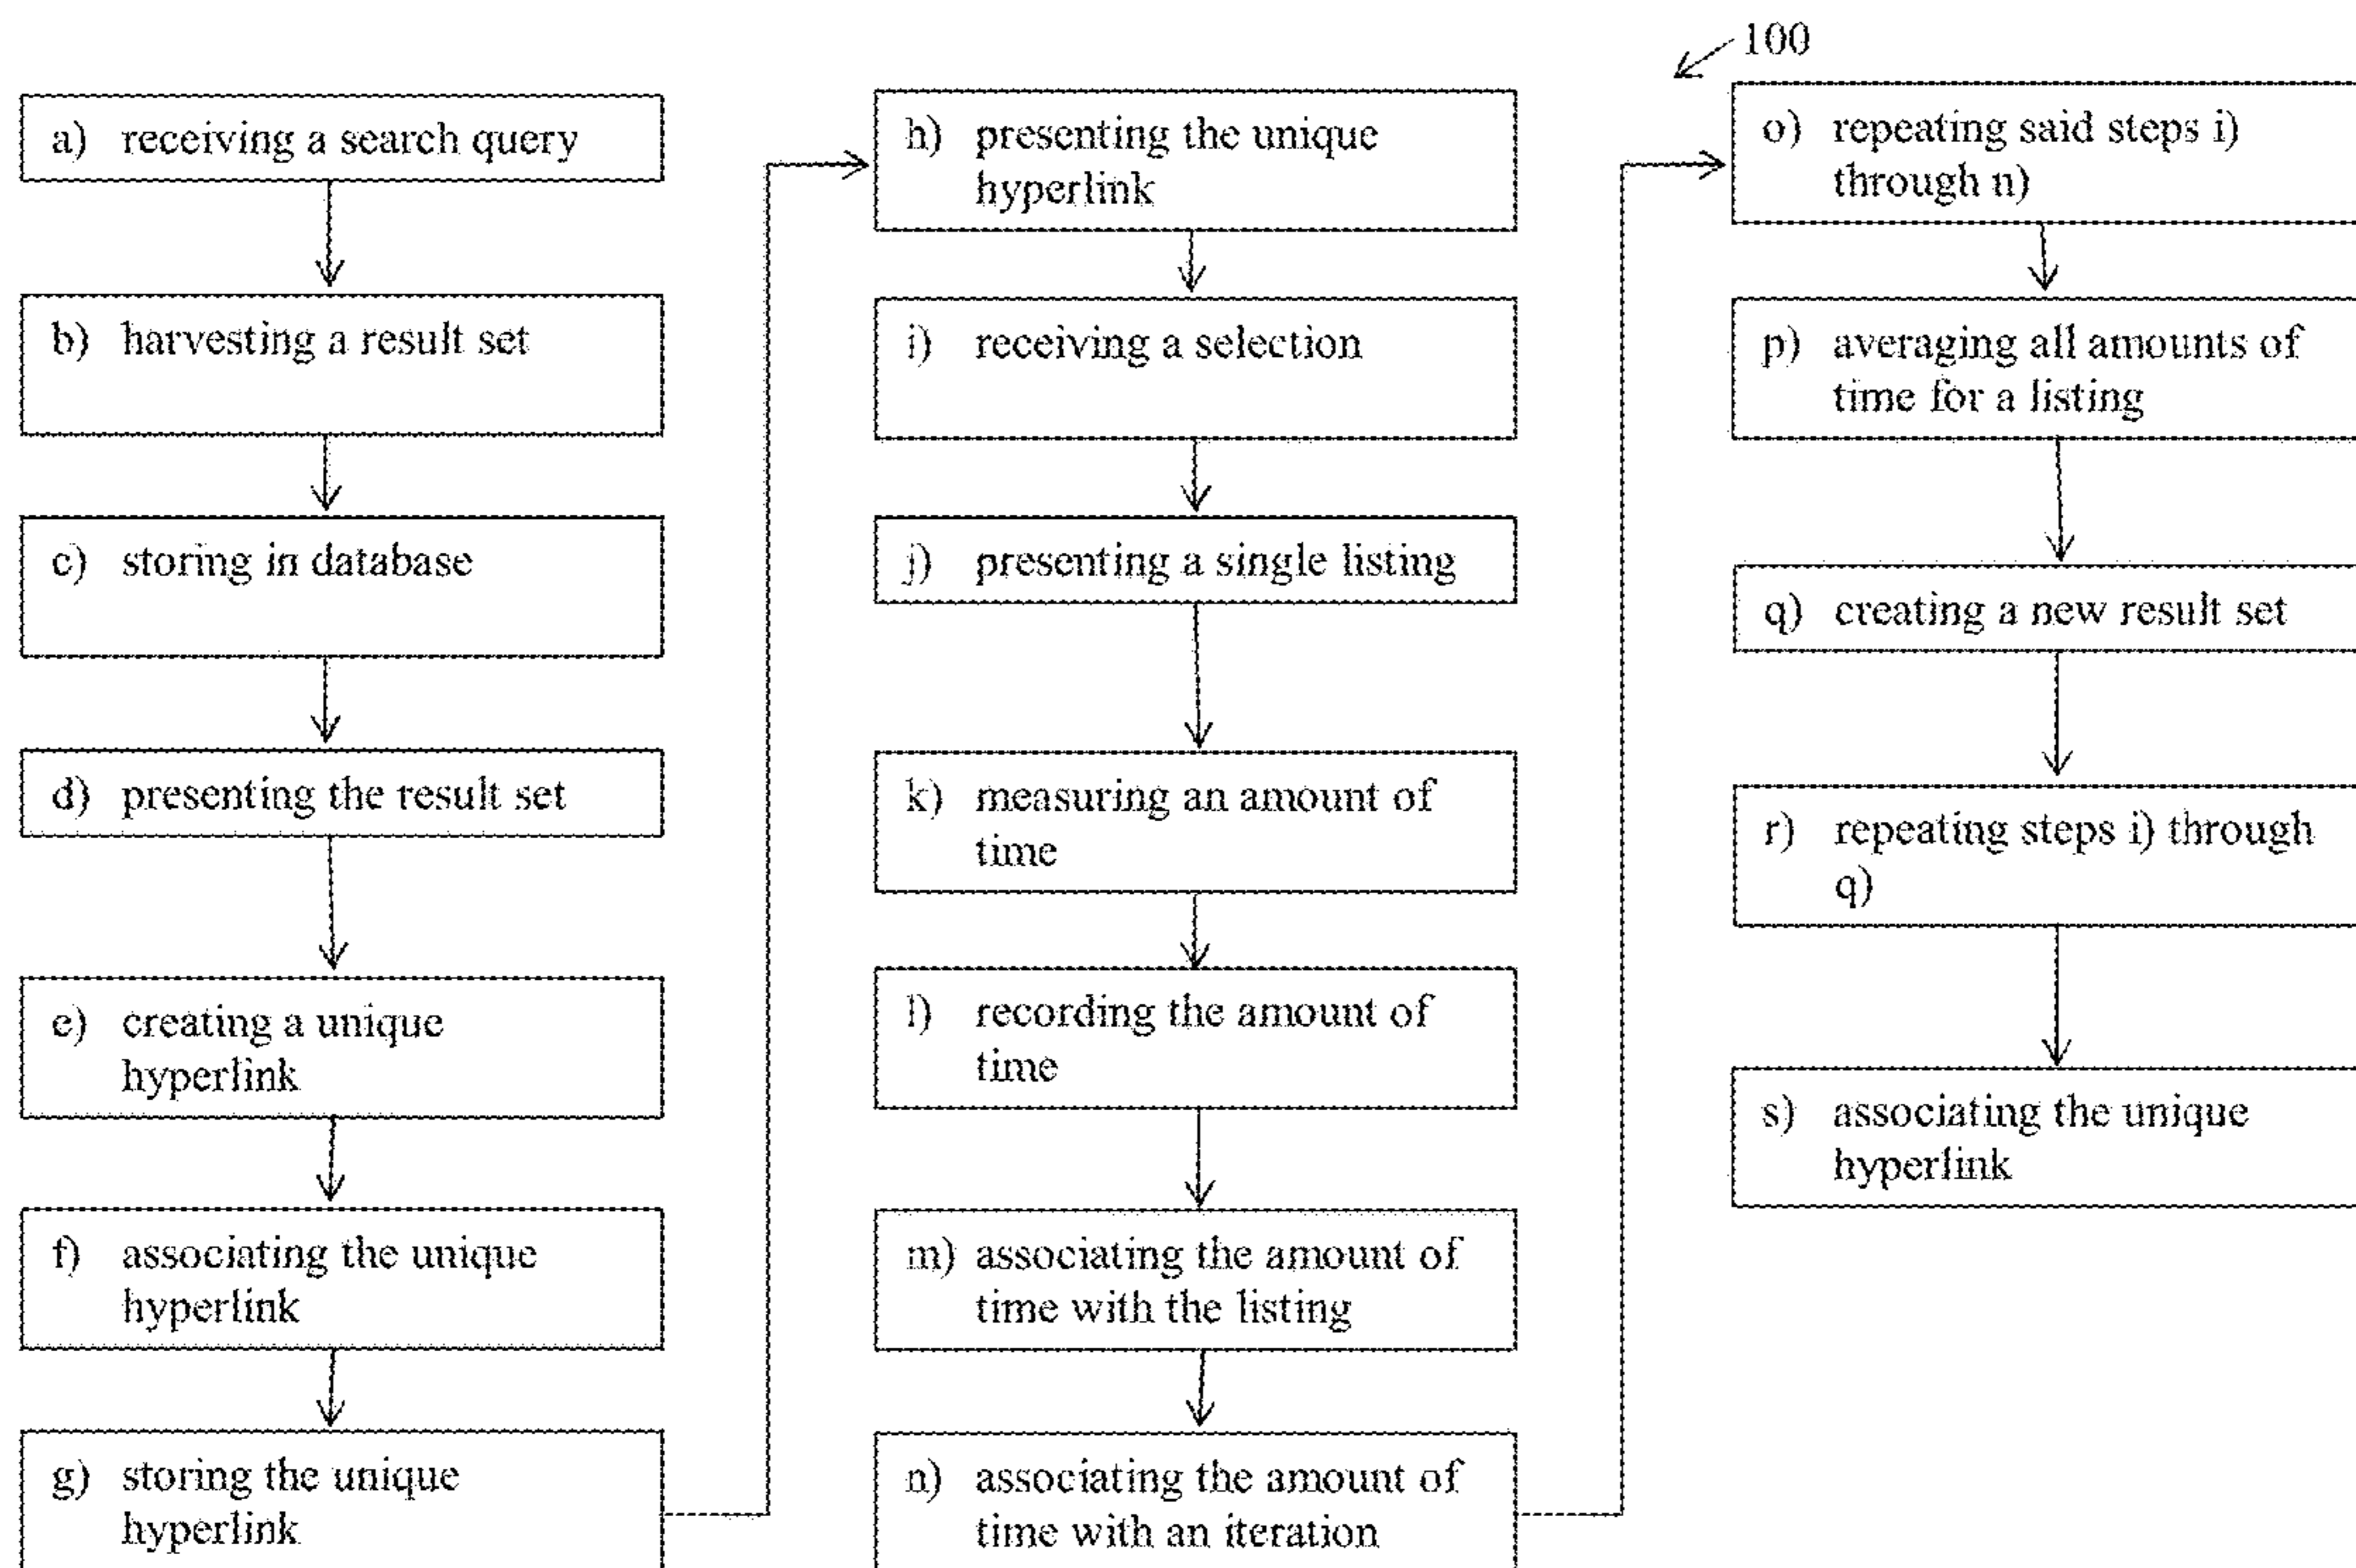 100
a) receiving a search query
b) harvesting a result set
c) storing in database
d) presenting the result set
e) creating a unique
hyperlink
f) associating the unique
hyperlink
g) storing the unique
hyperlink
h) presenting the unique
hyperlink
i) receiving a selection
j) presenting a single listing
k) measuring an amount of
time
l) recording the amount of
time
m) associating the amount of
time with the listing
n) associating the amount of
time with an iteration
o) repeating said steps i)
through n)
p) averaging all amounts of
time for a listing
q) creating a new result set
r) repeating steps i) through
q)
s) associating the unique
hyperlink